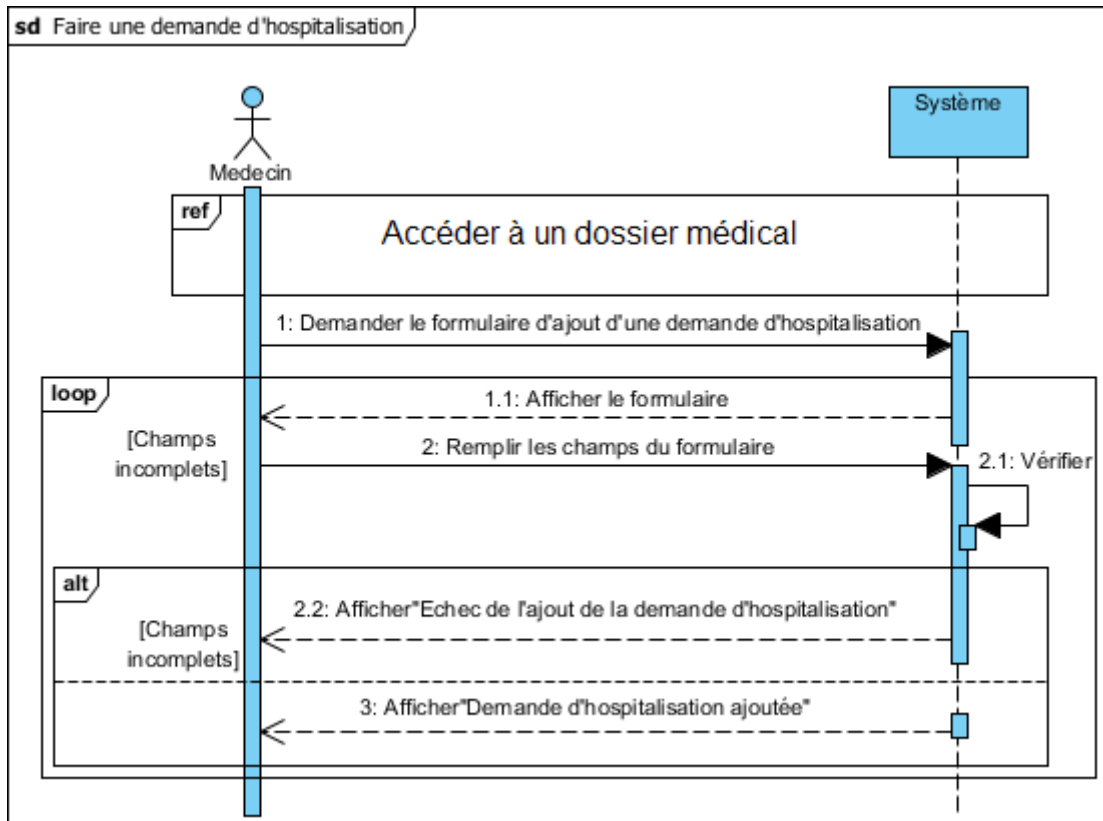 sd Faire une demande d'hospitalisation
Système
Medecin
ref
Accéder à un dossier médical
1: Demander le formulaire d'ajout d'une demande d'hospitalisation
loop
1.1: Afficher le formulaire
[Champs
incomplets]
2: Remplir les champs du formulaire
2.1: Vérifier
alt
2.2: Afficher"Echec de l'ajout de la demande d'hospitalisation"
[Champs
incomplets]
3: Afficher"Demande d'hospitalisation ajoutée"